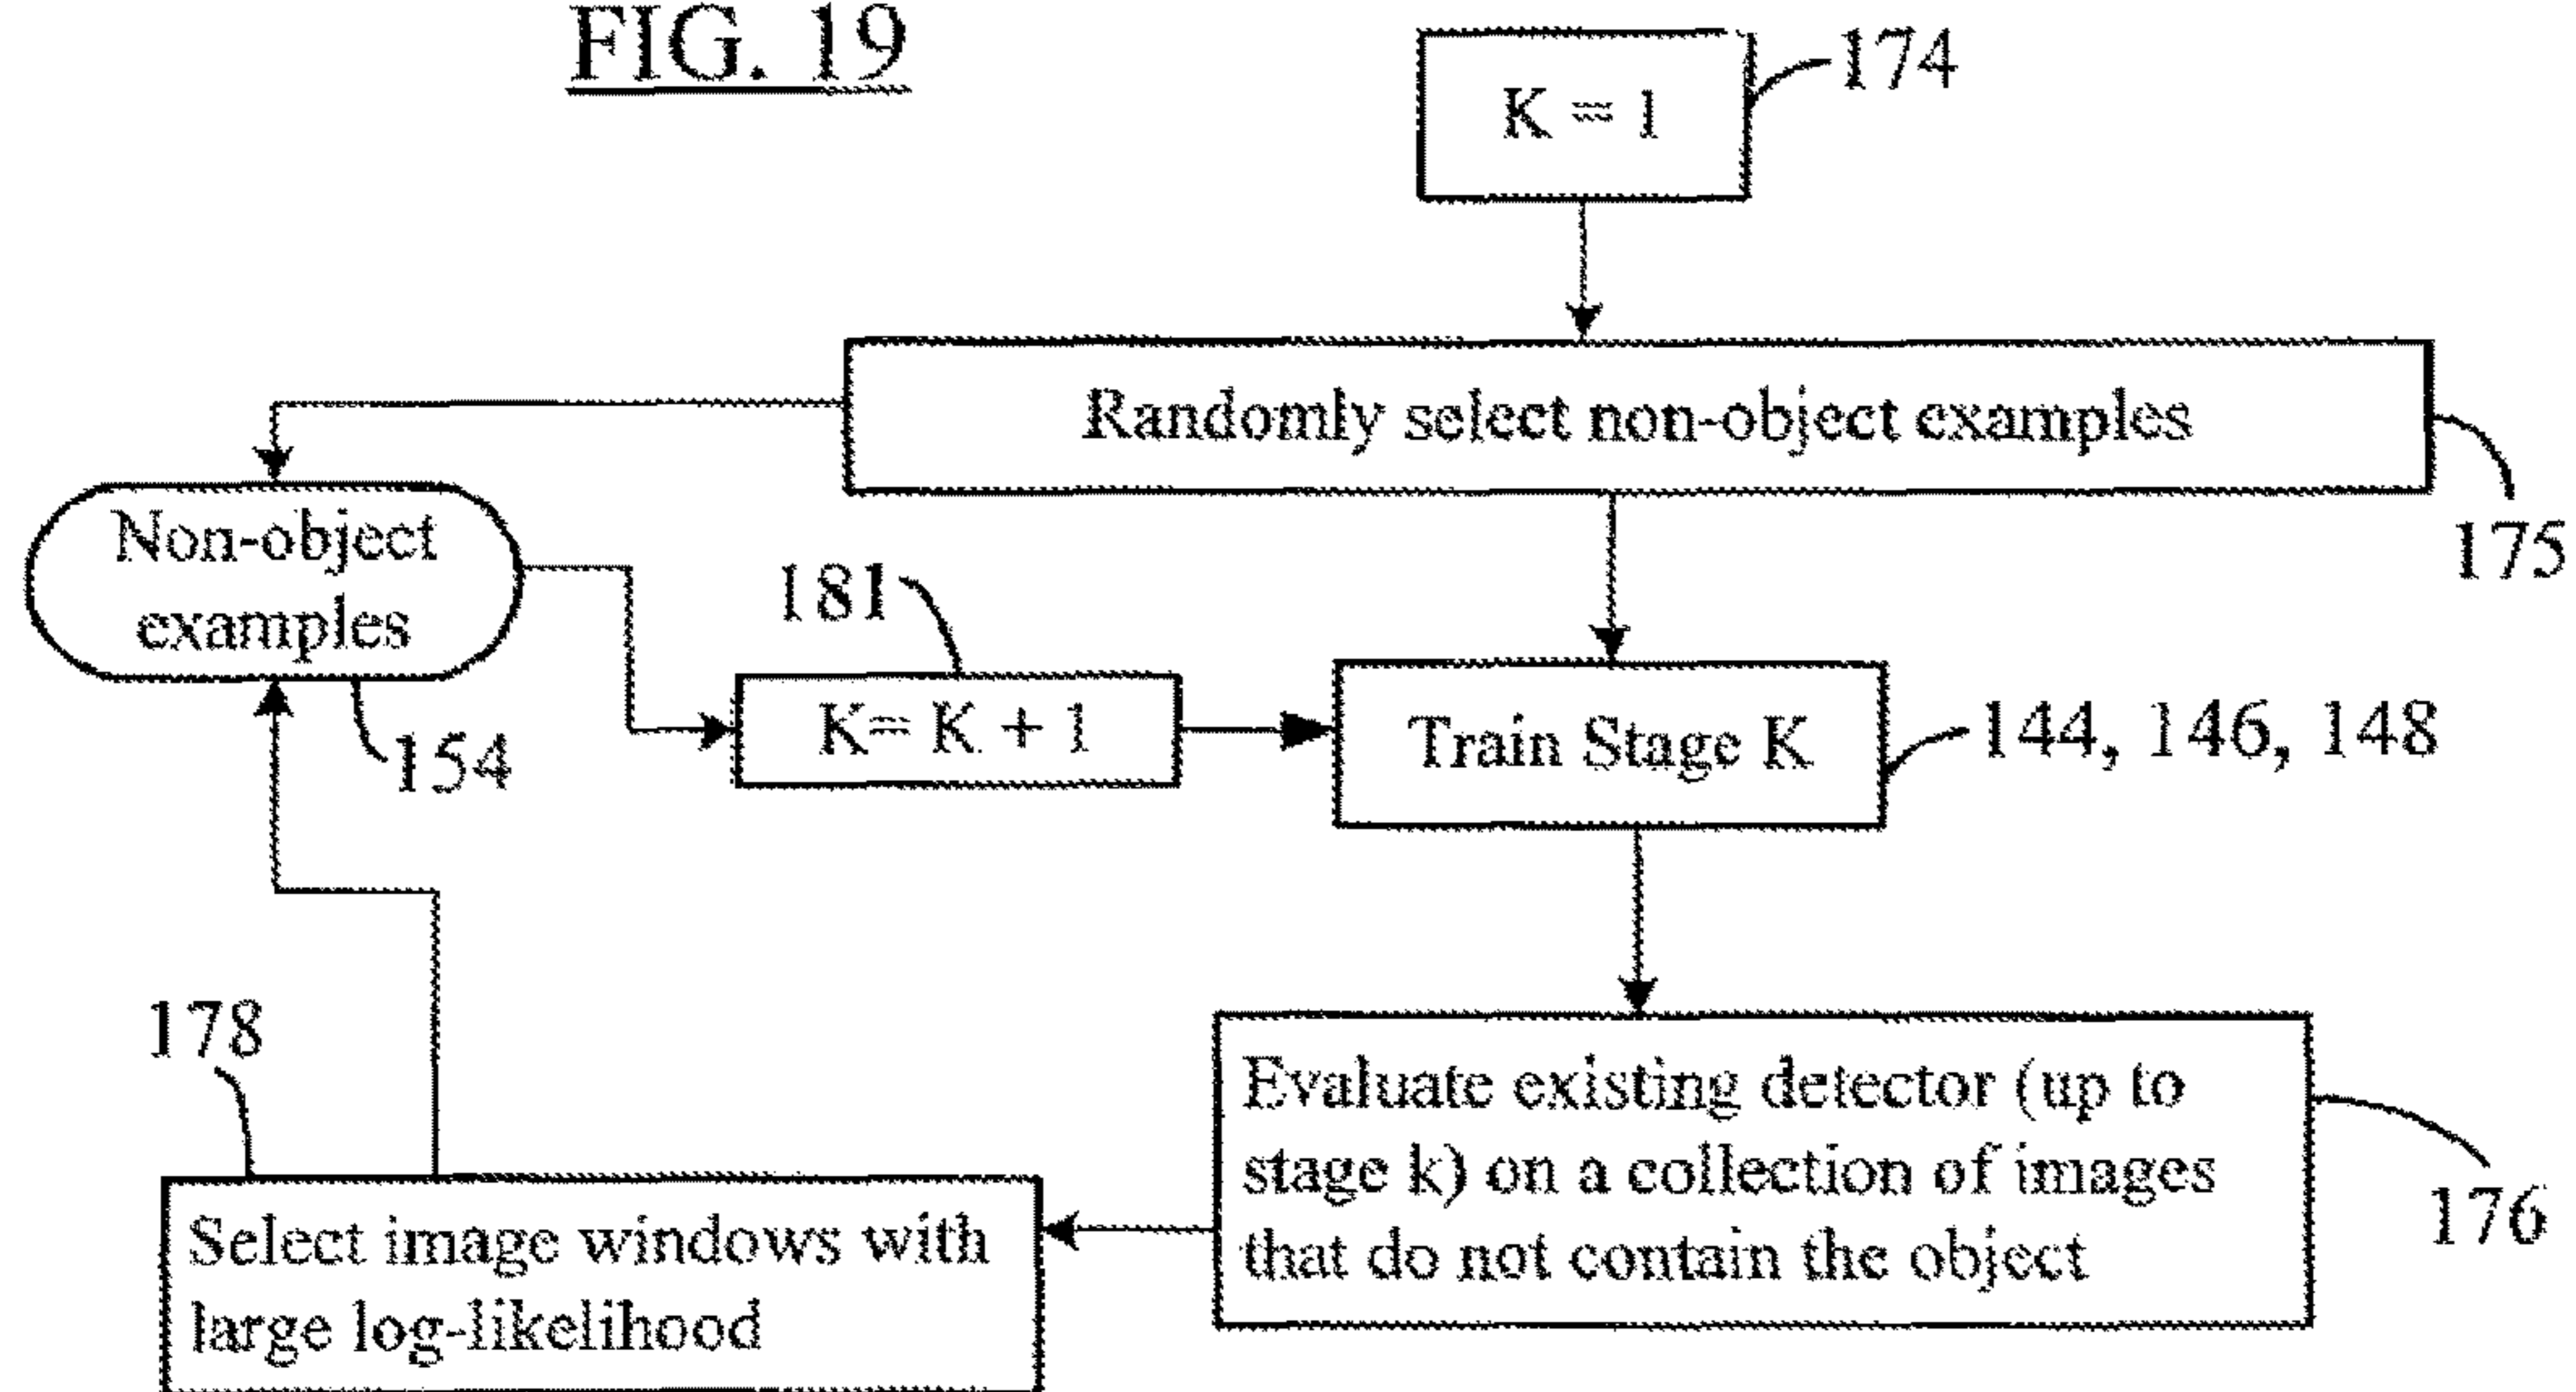 FIG. 19
K = 1
174
Randomly select non-object examples
175
Non-object
examples
154
181
K= K + 1
Train Stage K
144, 146, 148
178
Select image windows with
large log-likelihood
Evaluate existing detector (up to
stage k) on a collection of images
that do not contain the object
176